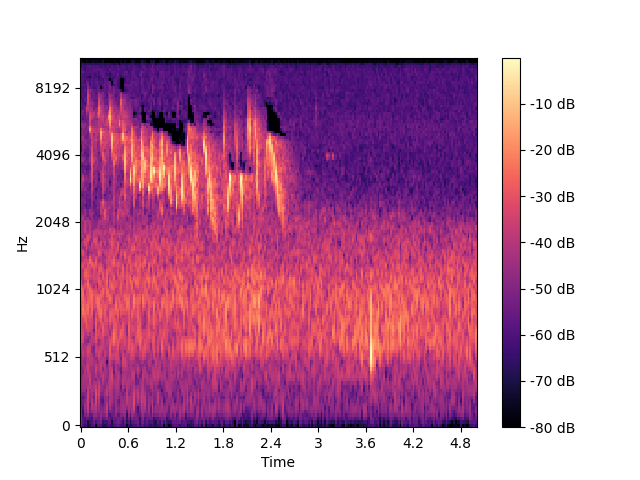 Hz
8192
4096
2048
1024
512
0
0 0.6 1.2 1.8 2.4 3 3.6 4.2 4.8
Time
-10 dB
-20 dB
-30 dB
-40 dB
-50 dB
-60 dB
-70 dB
-80 dB